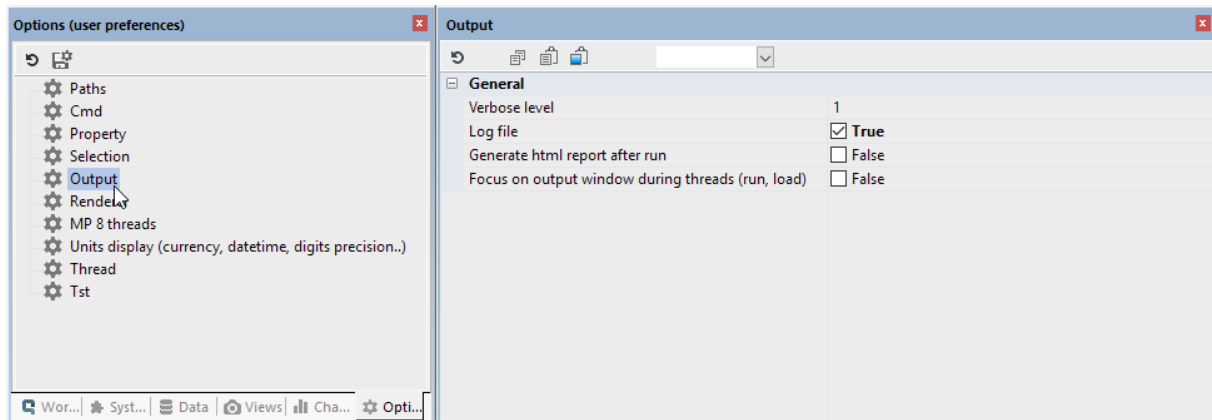 Options (user preferences)
Paths
Cmd
Property
Selection
Output
Render
MP 8 threads
Units display (currency, datetime, digits precision..)
Thread
Tst
Wor...
Syst...
Data
Views
Cha...
Opti...
Output
General
Verbose level 1
Log file True
Generate html report after run False
Focus on output window during threads (run, load) False